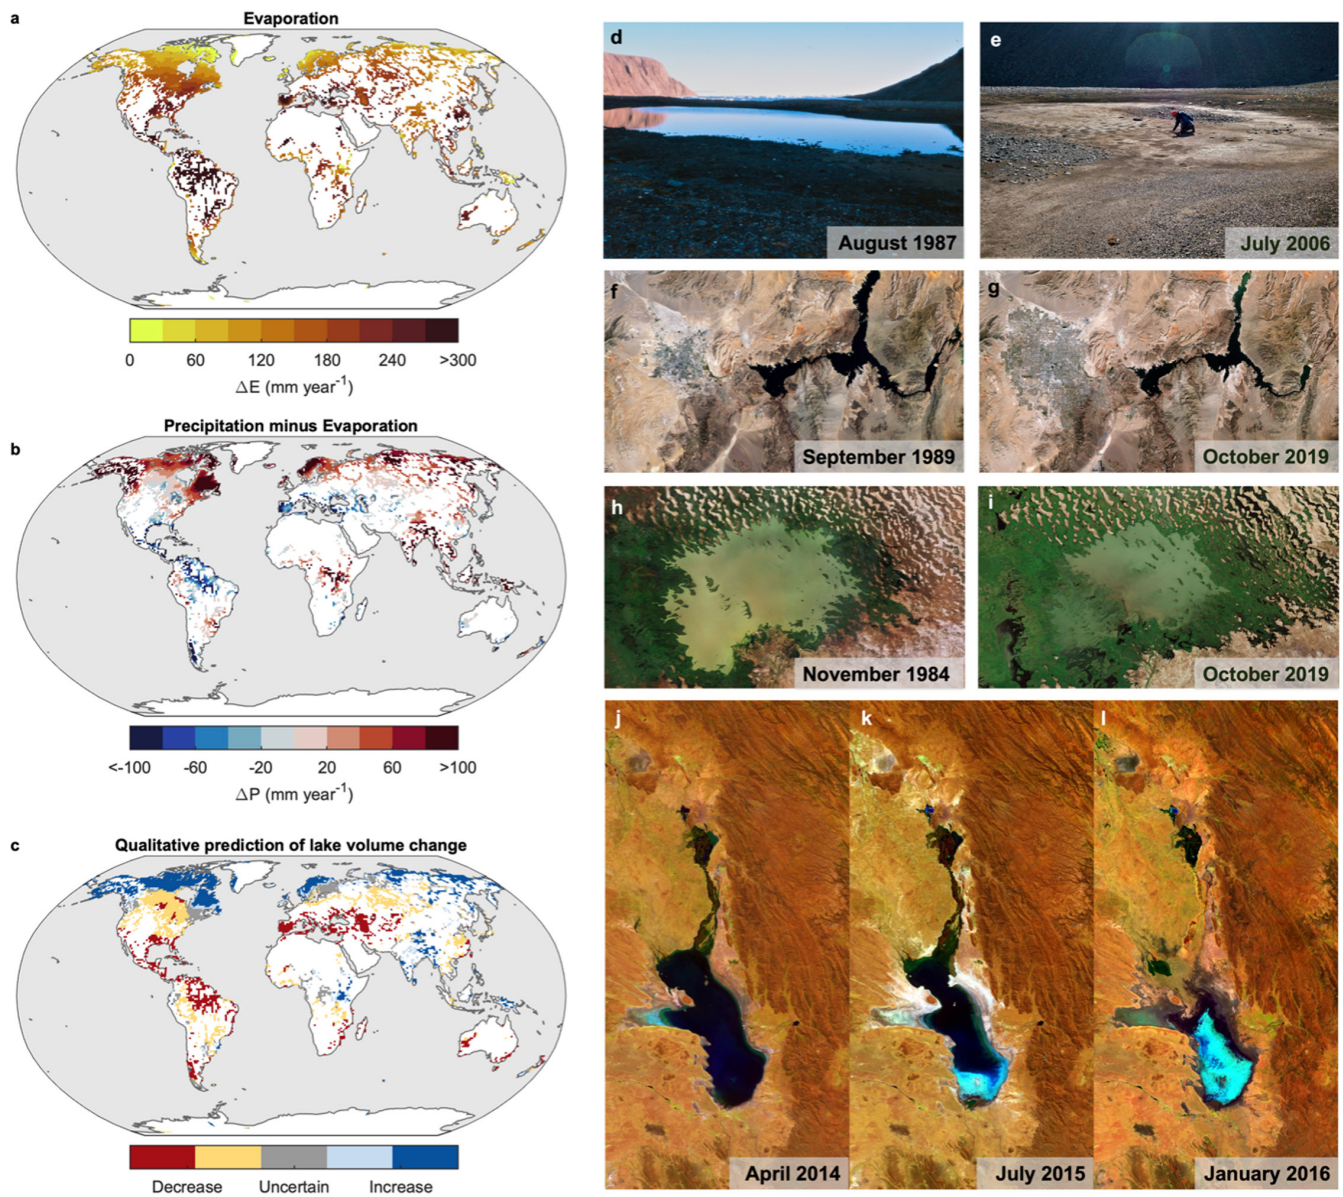 a
Evaporation
0 60 120 180 240 >300
ΔE (mm year-1)
b
Precipitation minus Evaporation
<-100 -60 -20 20 60 >100
ΔP (mm year-1)
c
Qualitative prediction of lake volume change
Decrease Uncertain Increase
d
August 1987
e
July 2006
f
September 1989
g
October 2019
h
November 1984
i
October 2019
j
April 2014
k
July 2015
l
January 2016